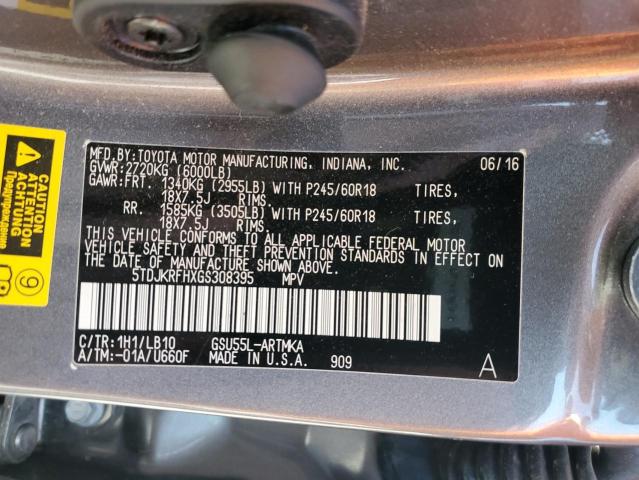 MFD. BY:TOYOTA MOTOR MANUFACTURING, INDIANA, INC. 06/16
GVWR:2720KG (6000LB)
GAWR:FRT. 1340KG (2955LB) WITH P245/60R18 TIRES,
18X7.5J RIMS.
RR. 1585KG (3505LB) WITH P245/60R18 TIRES,
18X7.5J RIMS.
THIS VEHICLE CONFORMS TO ALL APPLICABLE FEDERAL MOTOR
VEHICLE SAFETY AND THEFT PREVENTION STANDARDS IN EFFECT ON
THE DATE OF MANUFACTURE SHOWN ABOVE.
5TDJKRFHXGS308395 MPV
C/TR:1H1/LB10 GSU55L-ARTMKA
A/TM:-01A/U660F MADE IN U.S.A. 909 A
CAUTION
ATTENTION
ACHTUNG
Предупреждение
9